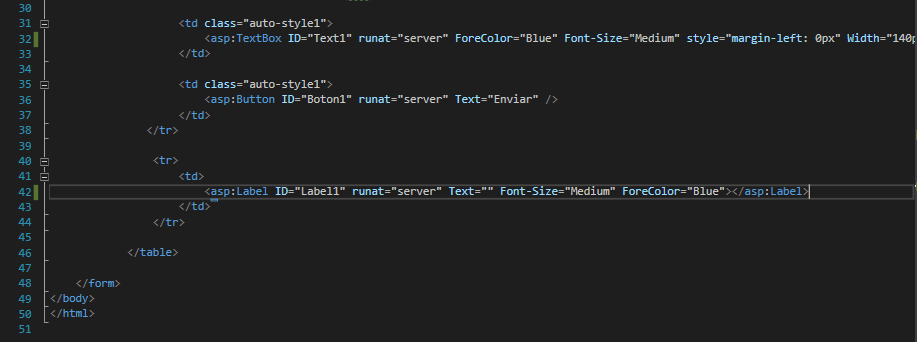 30
31 <td class="auto-style1">
32 <asp:TextBox ID="Text1" runat="server" ForeColor="Blue" Font-Size="Medium" style="margin-left: 0px" Width="140p
33 </td>
34
35 <td class="auto-style1">
36 <asp:Button ID="Boton1" runat="server" Text="Enviar" />
37 </td>
38 </tr>
39
40 <tr>
41 <td>
42 <asp:Label ID="Label1" runat="server" Text="" Font-Size="Medium" ForeColor="Blue"></asp:Label>
43 </td>
44 </tr>
45
46 </table>
47
48 </form>
49 </body>
50 </html>
51